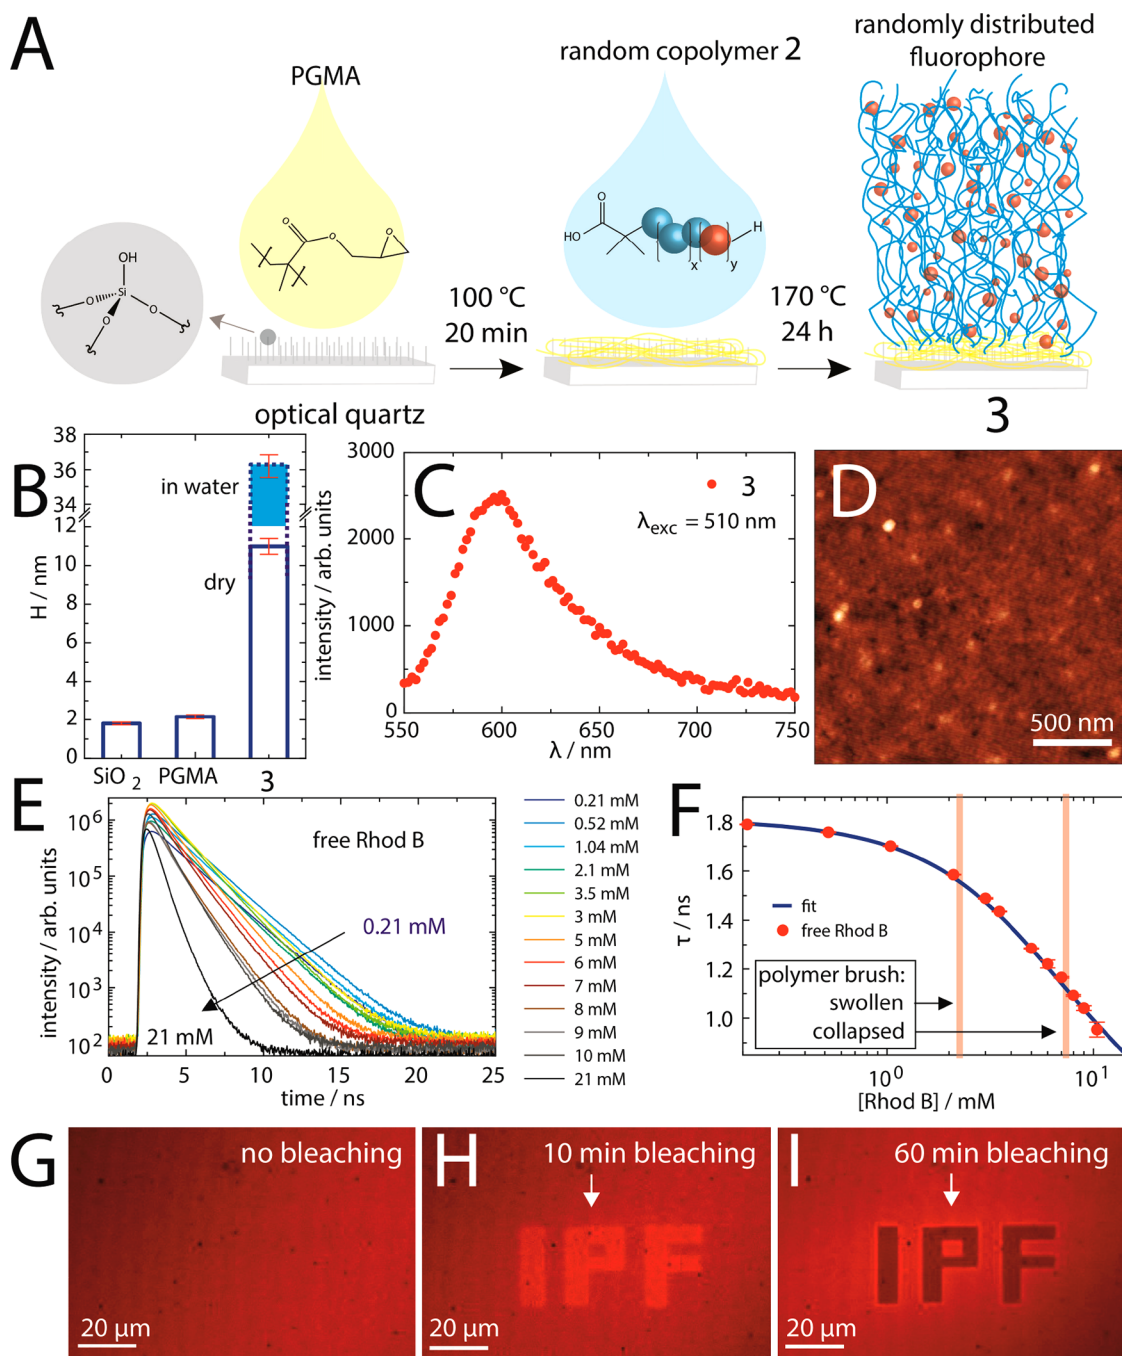 A
PGMA
random copolymer 2
randomly distributed
fluorophore
OH
Si
O
O
O
O
O
O
O
HO
x
y
H
100 °C
20 min
170 °C
24 h
optical quartz
3
B
38
36
34
12
10
8
6
4
2
0
H / nm
in water
dry
SiO 2
PGMA
3
C
3000
2000
1000
0
intensity / arb. units
3
λexc = 510 nm
550
600
650
700
750
λ / nm
D
500 nm
E
10^6
10^5
10^4
10^3
10^2
intensity / arb. units
free Rhod B
0.21 mM
21 mM
0
5
10
15
20
25
time / ns
0.21 mM
0.52 mM
1.04 mM
2.1 mM
3.5 mM
3 mM
5 mM
6 mM
7 mM
8 mM
9 mM
10 mM
21 mM
F
1.8
1.6
1.4
1.2
1.0
τ / ns
fit
free Rhod B
polymer brush:
swollen
collapsed
10^0
10^1
[Rhod B] / mM
G
no bleaching
20 µm
H
10 min bleaching
IPF
20 µm
I
60 min bleaching
IPF
20 µm